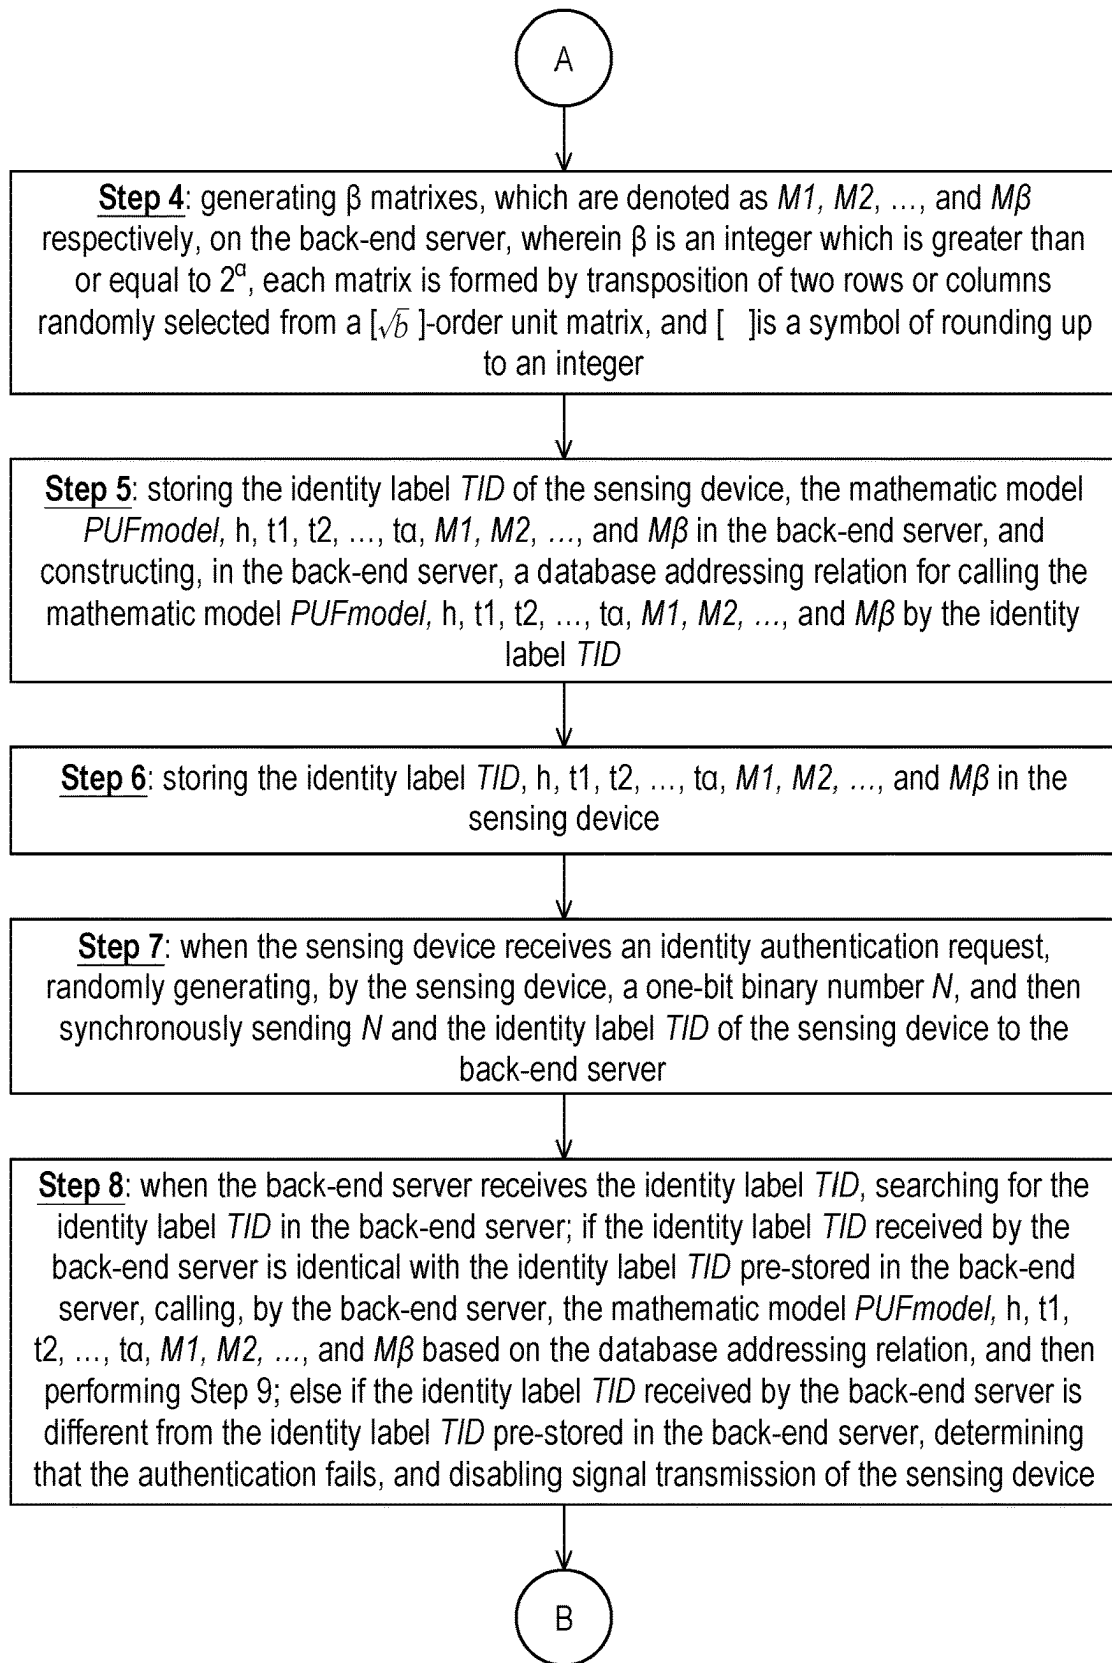 A
Step 4: generating β matrixes, which are denoted as M1, M2, ..., and Mβ
respectively, on the back-end server, wherein β is an integer which is greater than
or equal to 2^α, each matrix is formed by transposition of two rows or columns
randomly selected from a [√b ]-order unit matrix, and [  ]is a symbol of rounding up
to an integer
Step 5: storing the identity label TID of the sensing device, the mathematic model
PUFmodel, h, t1, t2, ..., tα, M1, M2, ..., and Mβ in the back-end server, and
constructing, in the back-end server, a database addressing relation for calling the
mathematic model PUFmodel, h, t1, t2, ..., tα, M1, M2, ..., and Mβ by the identity
label TID
Step 6: storing the identity label TID, h, t1, t2, ..., tα, M1, M2, ..., and Mβ in the
sensing device
Step 7: when the sensing device receives an identity authentication request,
randomly generating, by the sensing device, a one-bit binary number N, and then
synchronously sending N and the identity label TID of the sensing device to the
back-end server
Step 8: when the back-end server receives the identity label TID, searching for the
identity label TID in the back-end server; if the identity label TID received by the
back-end server is identical with the identity label TID pre-stored in the back-end
server, calling, by the back-end server, the mathematic model PUFmodel, h, t1,
t2, ..., tα, M1, M2, ..., and Mβ based on the database addressing relation, and then
performing Step 9; else if the identity label TID received by the back-end server is
different from the identity label TID pre-stored in the back-end server, determining
that the authentication fails, and disabling signal transmission of the sensing device
B